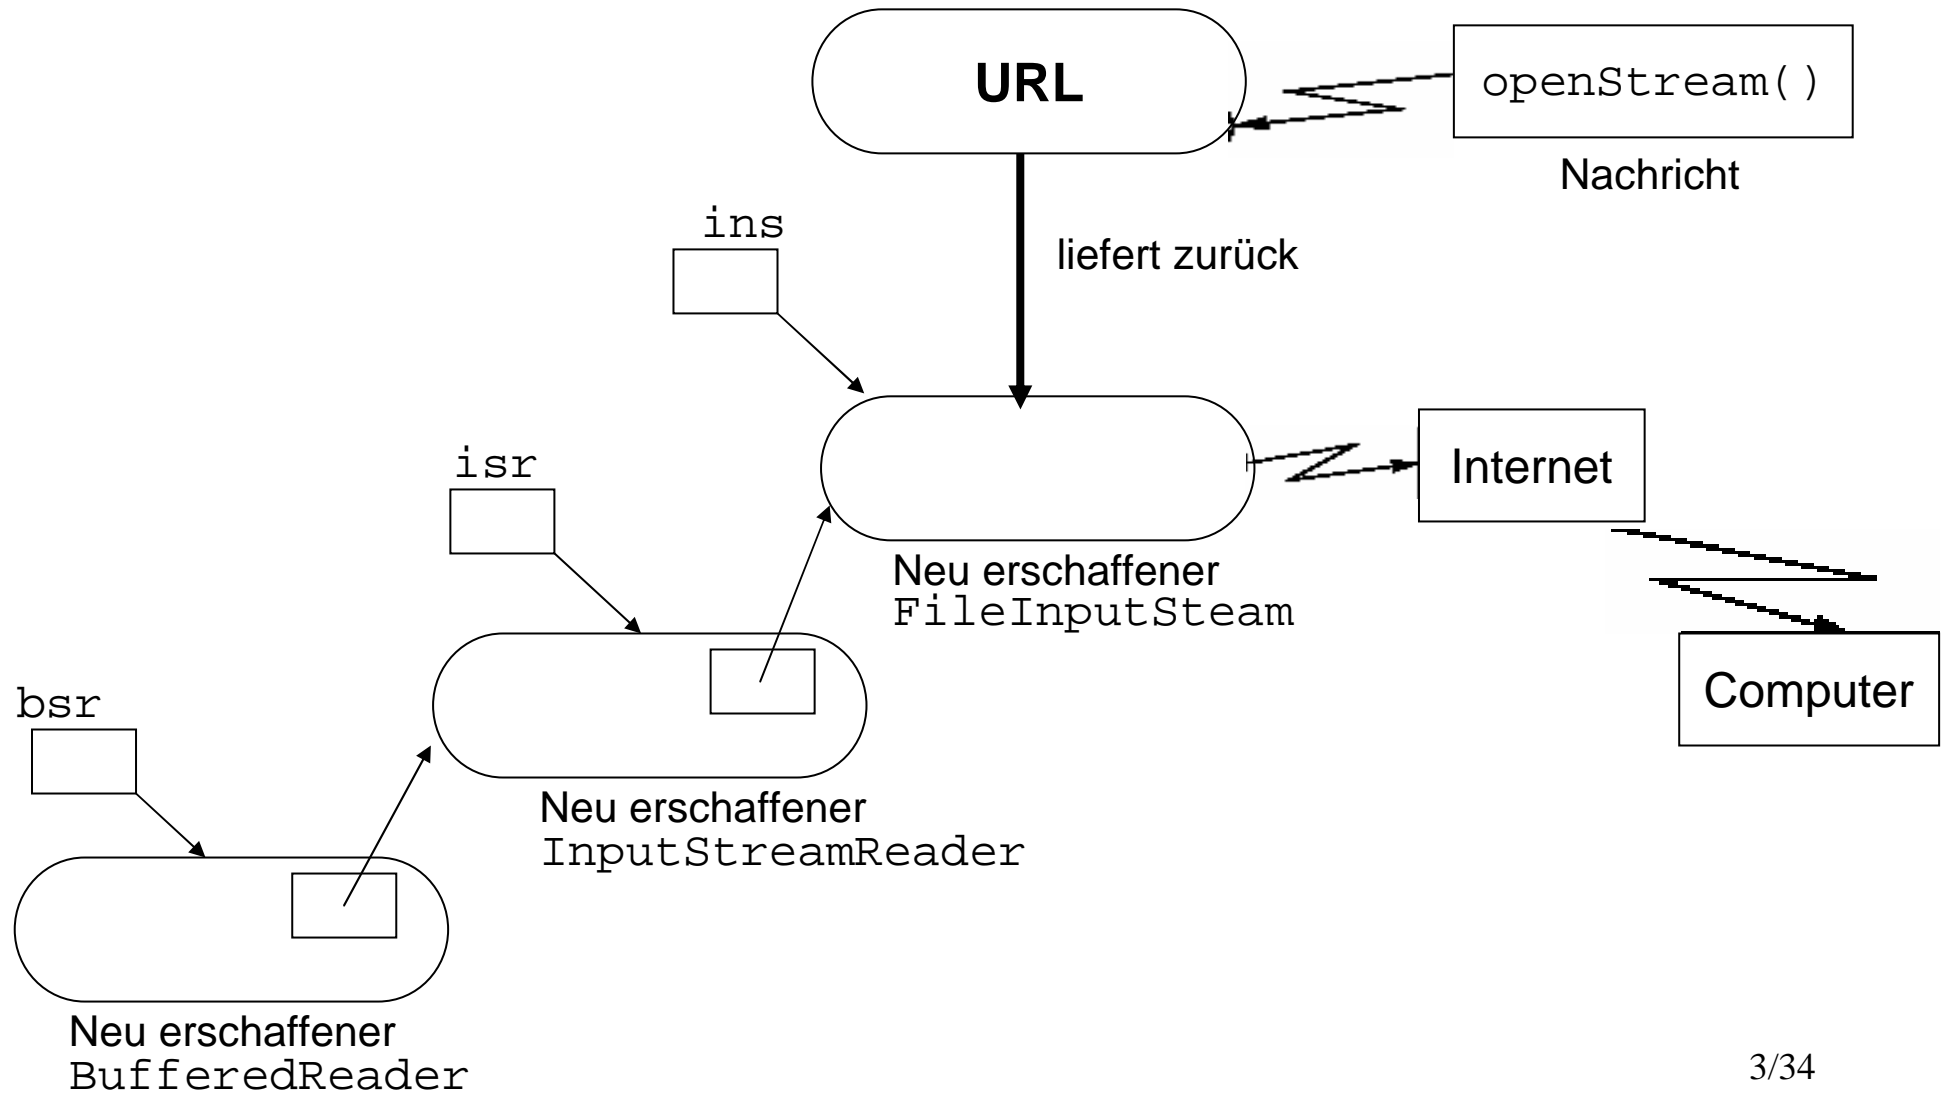 URL
openStream()
Nachricht
ins
liefert zurück
isr
Internet
Neu erschaffener
FileInputSteam
bsr
Computer
Neu erschaffener
InputStreamReader
Neu erschaffener
BufferedReader
3/34